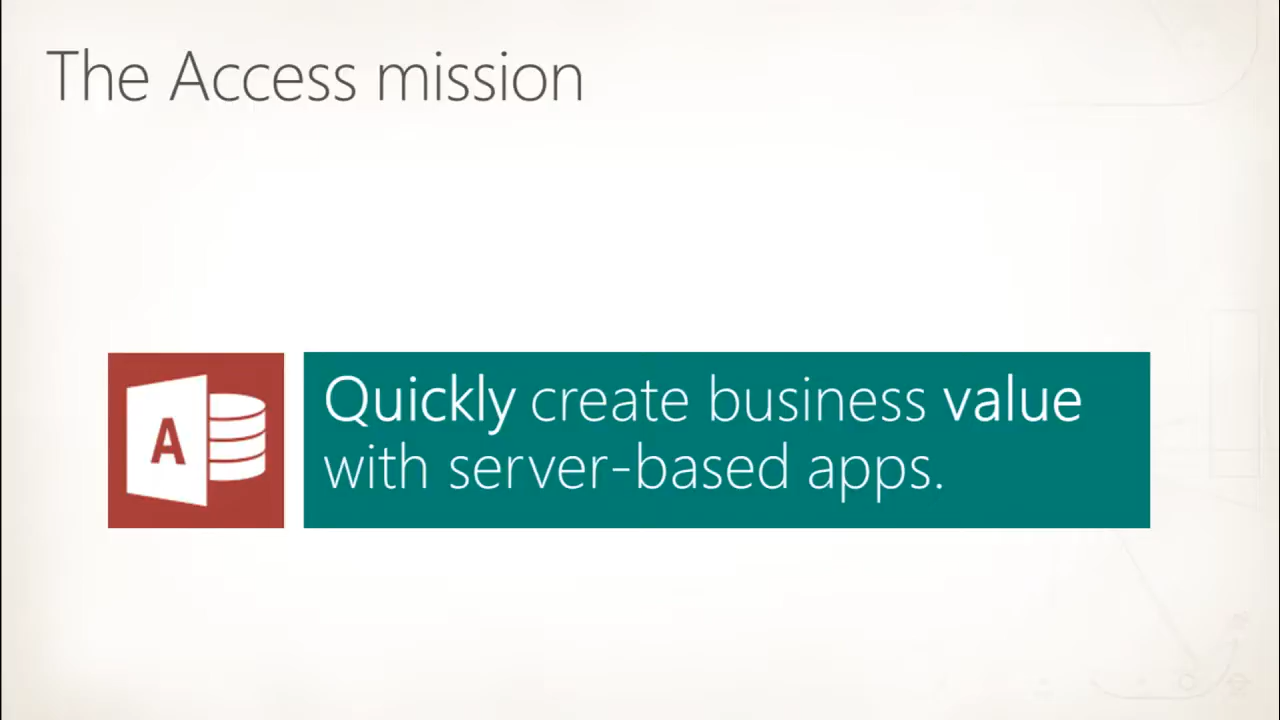 The Access mission
A
Quickly create business value
with server-based apps.